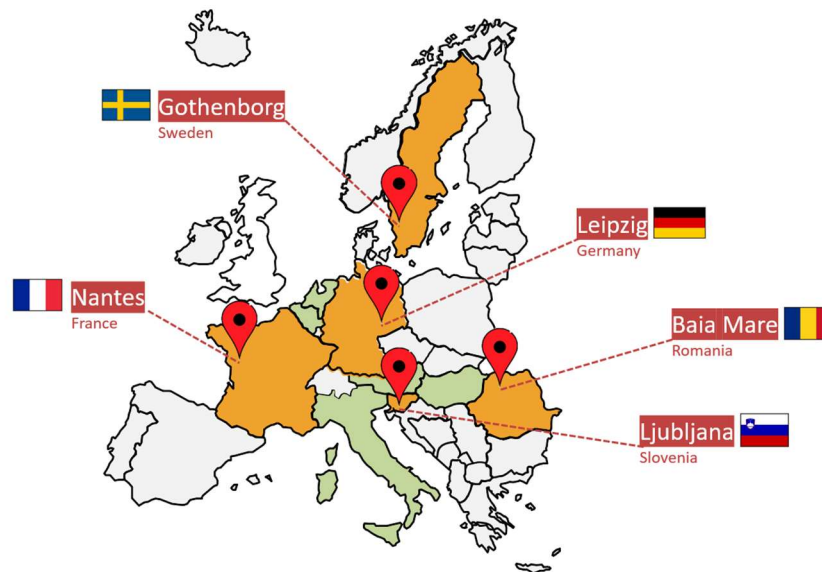 Gothenborg
Sweden
Leipzig
Germany
Nantes
France
Baia Mare
Romania
Ljubljana
Slovenia